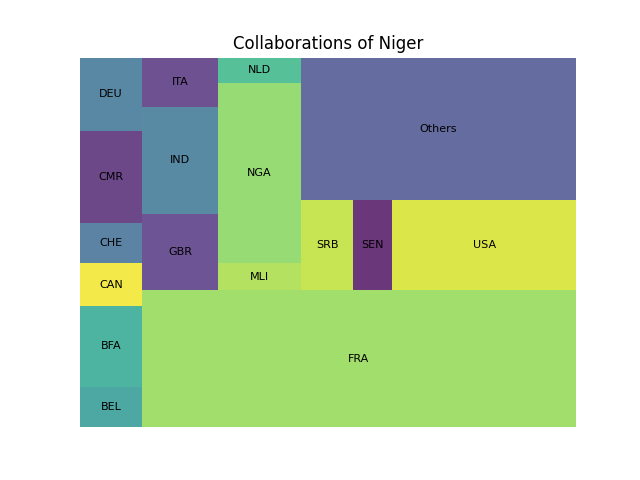 Collaborations of Niger
DEU
ITA
NLD
Others
IND
NGA
CMR
CHE
GBR
SRB
SEN
USA
CAN
MLI
BFA
FRA
BEL